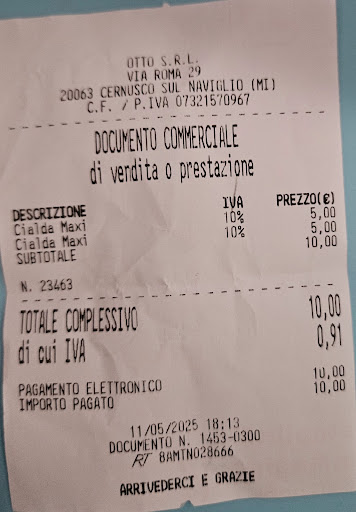 OTTO S.R.L.
VIA ROMA 29
20063 CERNUSCO SUL NAVIGLIO (MI)
C.F. / P.IVA 07321570967
DOCUMENTO COMMERCIALE
di vendita o prestazione
DESCRIZIONE IVA PREZZO(€)
Cialda Maxi 10% 5,00
Cialda Maxi 10% 5,00
SUBTOTALE 10,00
N. 23463
TOTALE COMPLESSIVO 10,00
di cui IVA 0,91
PAGAMENTO ELETTRONICO 10,00
IMPORTO PAGATO 10,00
11/05/2025 18:13
DOCUMENTO N. 1453-0300
RT 8AMTN028666
ARRIVEDERCI E GRAZIE